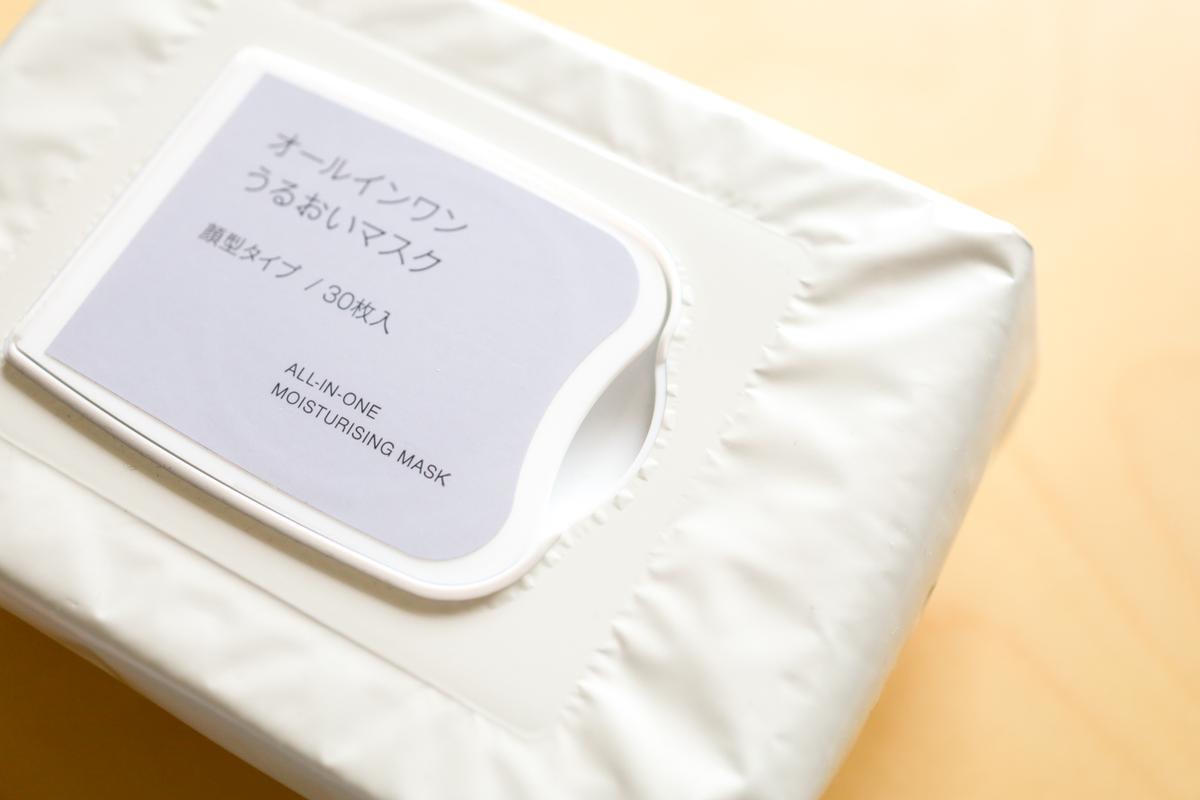 オールインワン
うるおいマスク
顔型タイプ / 30枚入
ALL-IN-ONE
MOISTURISING MASK